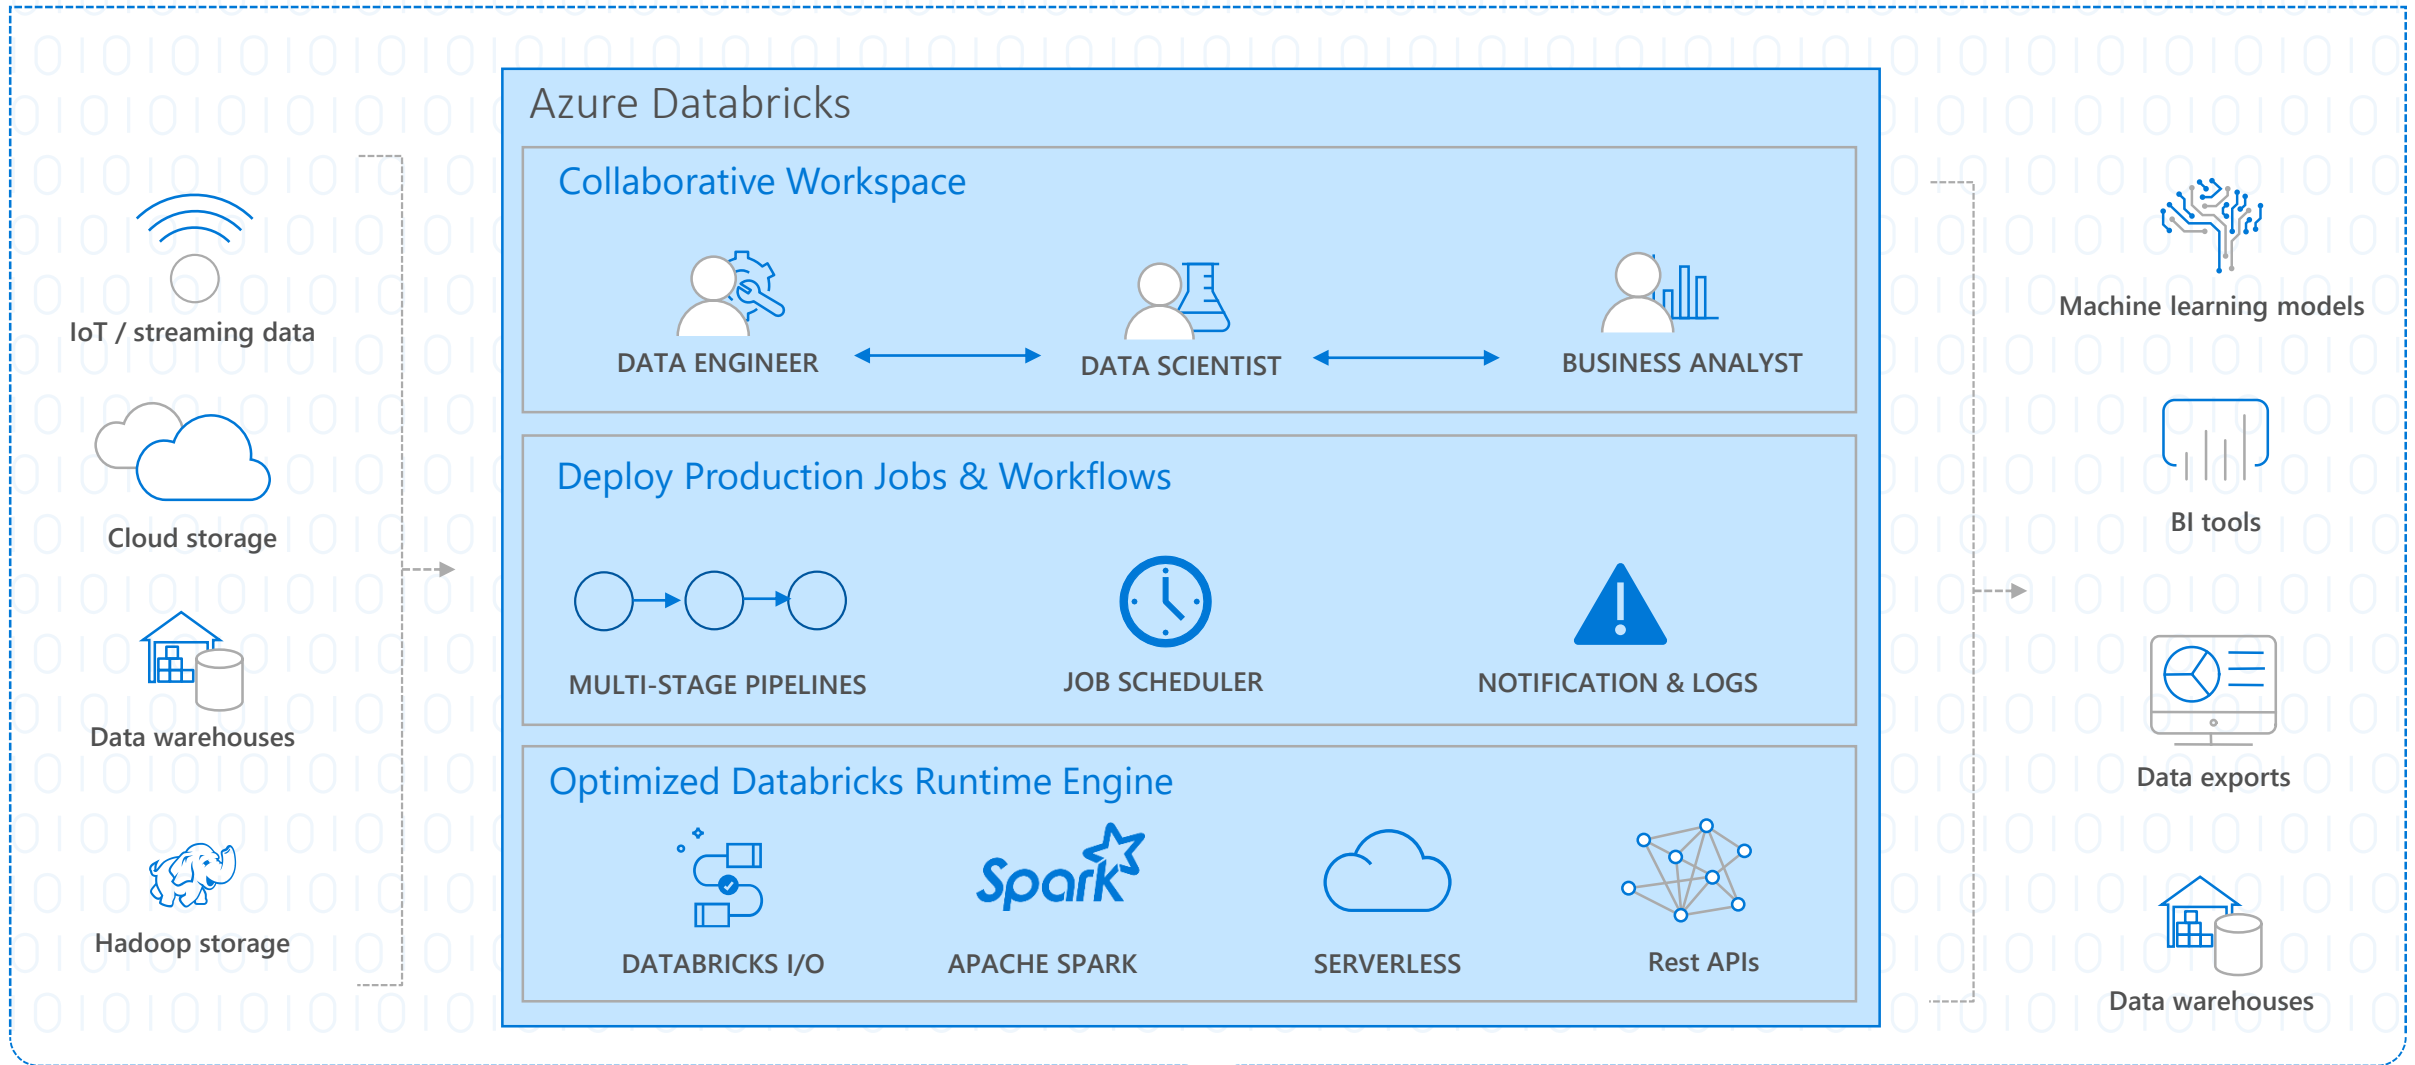 Azure Databricks
Collaborative Workspace
DATA ENGINEER
DATA SCIENTIST
BUSINESS ANALYST
Deploy Production Jobs & Workflows
MULTI-STAGE PIPELINES
JOB SCHEDULER
NOTIFICATION & LOGS
Optimized Databricks Runtime Engine
Spark
DATABRICKS I/O
APACHE SPARK
SERVERLESS
Rest APIs
IoT / streaming data
Cloud storage
Data warehouses
Hadoop storage
Machine learning models
BI tools
Data exports
Data warehouses